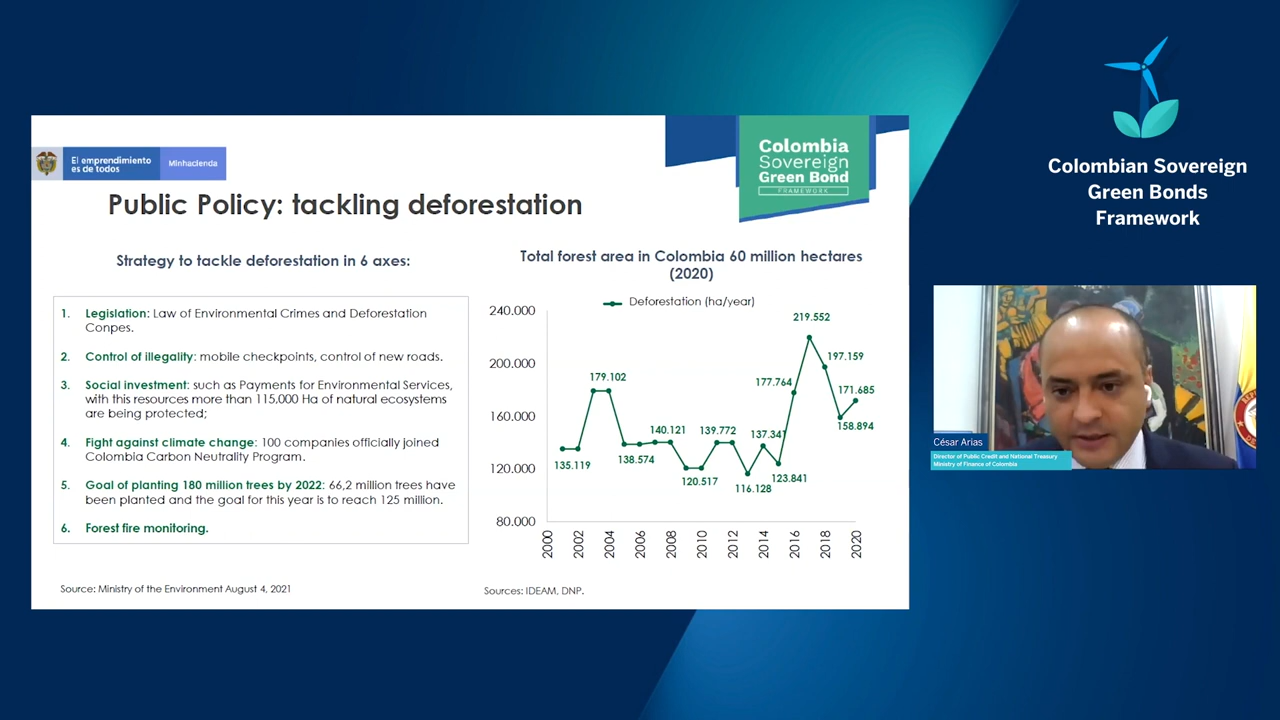 El emprendimiento
es de todos
Minhacienda
Colombia
Sovereign
Green Bond
FRAMEWORK
Public Policy: tackling deforestation
Strategy to tackle deforestation in 6 axes:
1. Legislation: Law of Environmental Crimes and Deforestation
Conpes.
2. Control of illegality: mobile checkpoints, control of new roads.
3. Social investment: such as Payments for Environmental Services,
with this resources more than 115.000 Ha of natural ecosystems
are being protected;
4. Fight against climate change: 100 companies officially joined
Colombia Carbon Neutrality Program.
5. Goal of planting 180 million trees by 2022: 66,2 million trees have
been planted and the goal for this year is to reach 125 million.
6. Forest fire monitoring.
Source: Ministry of the Environment August 4, 2021
Total forest area in Colombia 60 million hectares
(2020)
Deforestation (ha/year)
240.000
200.000
160.000
120.000
80.000
135.119
179.102
138.574
140.121
120.517
139.772
116.128
137.341
123.841
177.764
219.552
197.159
158.894
171.685
2000
2002
2004
2006
2008
2010
2012
2014
2016
2018
2020
Sources: IDEAM, DNP.
Colombian Sovereign
Green Bonds
Framework
César Arias
Director of Public Credit and National Treasury
Ministry of Finance of Colombia